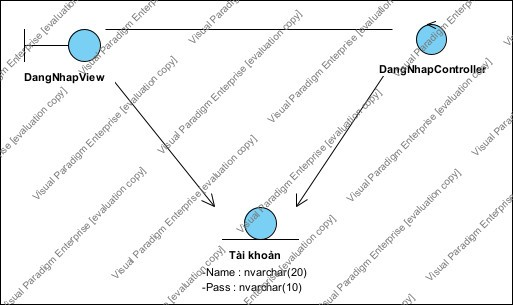 DangNhapView
DangNhapController
Tài khoản
-Name : nvarchar(20)
-Pass : nvarchar(10)
Visual Paradigm Enterprise [evaluation copy]